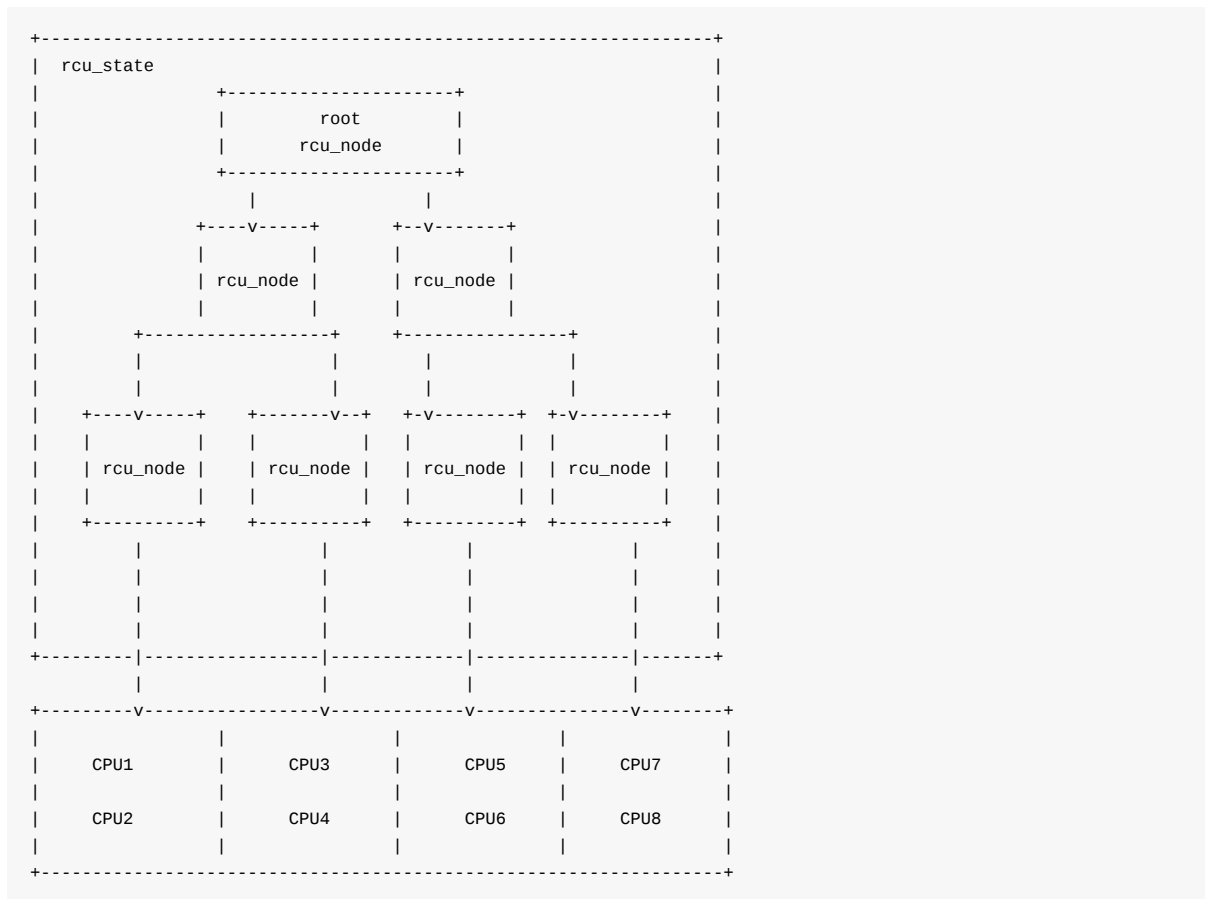 rcu_state
root
rcu_node
rcu_node rcu_node
rcu_node rcu_node rcu_node rcu_node
CPU1 CPU3 CPU5 CPU7
CPU2 CPU4 CPU6 CPU8